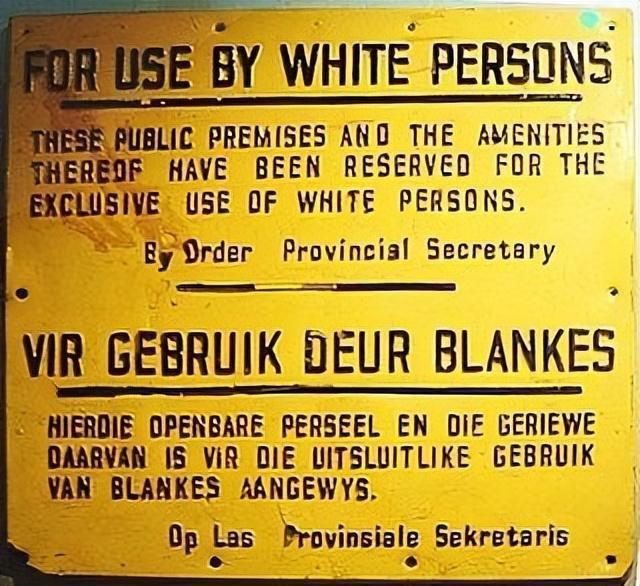 FOR USE BY WHITE PERSONS
THESE PUBLIC PREMISES AND THE AMENITIES
THEREOF HAVE BEEN RESERVED FOR THE
EXCLUSIVE USE OF WHITE PERSONS.
By Order Provincial Secretary
VIR GEBRUIK DEUR BLANKES
HIERDIE OPENBARE PERSEEL EN DIE GERIEWE
DAARVAN IS VIR DIE UITSLUITLIKE GEBRUIK
VAN BLANKES AANGEWYS.
Op Las Provinsiale Sekretaris